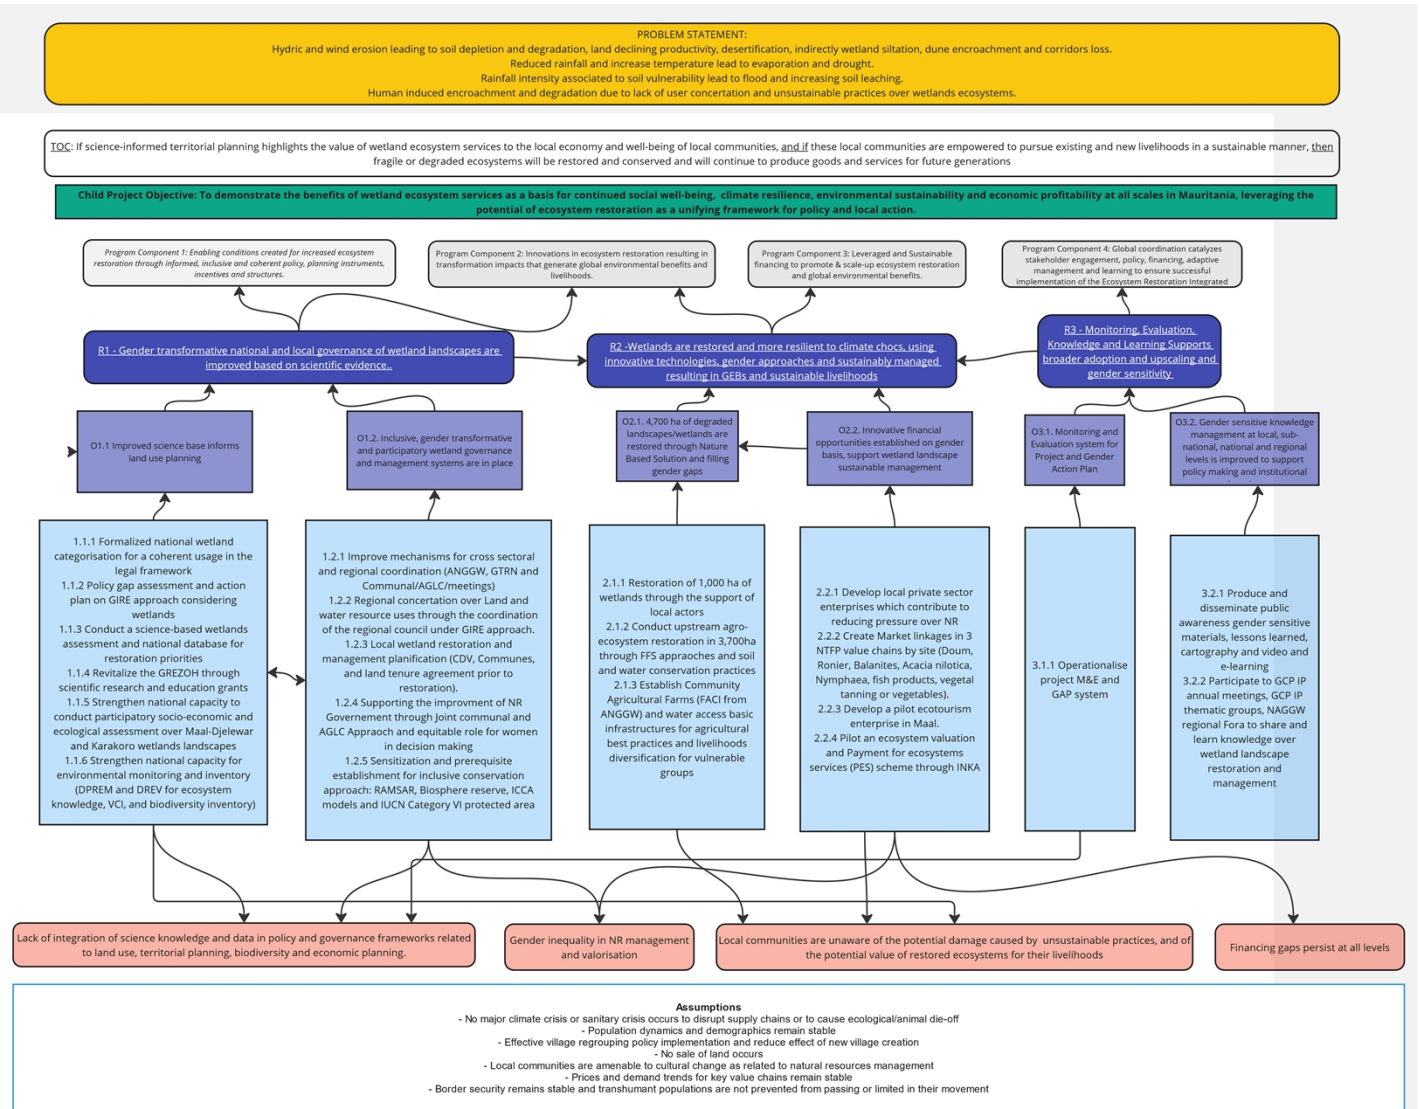 PROBLEM STATEMENT:
Hydric and wind erosion leading to soil depletion and degradation, land declining productivity, desertification, indirectly wetland siltation, dune encroachment and corridors loss.
Reduced rainfall and increase temperature lead to evaporation and drought.
Rainfall intensity associated to soil vulnerability lead to flood and increasing soil leaching.
Human induced encroachment and degradation due to lack of user concertation and unsustainable practices over wetlands ecosystems.
TOC: If science-informed territorial planning highlights the value of wetland ecosystem services to the local economy and well-being of local communities, and if these local communities are empowered to pursue existing and new livelihoods in a sustainable manner, then
fragile or degraded ecosystems will be restored and conserved and will continue to produce goods and services for future generations
Child Project Objective: To demonstrate the benefits of wetland ecosystem services as a basis for continued social well-being, climate resilience, environmental sustainability and economic profitability at all scales in Mauritania, leveraging the
potential of ecosystem restoration as a unifying framework for policy and local action.
Program Component 1: Enabling conditions created for increased ecosystem
restoration through informed, inclusive and coherent policy, planning instruments,
incentives and structures.
Program Component 2: Innovations in ecosystem restoration resulting in
transformation impacts that generate global environmental benefits and
livelihoods.
Program Component 3: Leveraged and Sustainable
financing to promote & scale-up ecosystem restoration
and global environmental benefits.
Program Component 4: Global coordination catalyzes
stakeholder engagement, policy, financing, adaptive
management and learning to ensure successful
implementation of the Ecosystem Restoration Integrated
R1 - Gender transformative national and local governance of wetland landscapes are
improved based on scientific evidence..
R2 -Wetlands are restored and more resilient to climate chocs, using
innovative technologies, gender approaches and sustainably managed
resulting in GEBs and sustainable livelihoods
R3 - Monitoring, Evaluation,
Knowledge and Learning Supports
broader adoption and upscaling and
gender sensitivity
O1.1 Improved science base informs
land use planning
O1.2. Inclusive, gender transformative
and participatory wetland governance
and management systems are in place
O2.1. 4,700 ha of degraded
landscapes/wetlands are
restored through Nature
Based Solution and filling
gender gaps
O2.2. Innovative financial
opportunities established on gender
basis, support wetland landscape
sustainable management
O3.1. Monitoring and
Evaluation system for
Project and Gender
Action Plan
O3.2. Gender sensitive knowledge
management at local, sub-
national, national and regional
levels is improved to support
policy making and institutional
1.1.1 Formalized national wetland
categorisation for a coherent usage in the
legal framework
1.1.2 Policy gap assessment and action
plan on GIRE approach considering
wetlands
1.1.3 Conduct a science-based wetlands
assessment and national database for
restoration priorities
1.1.4 Revitalize the GREZOH through
scientific research and education grants
1.1.5 Strengthen national capacity to
conduct participatory socio-economic and
ecological assessment over Maal-Djelewar
and Karakoro wetlands landscapes
1.1.6 Strengthen national capacity for
environmental monitoring and inventory
(DPREM and DREV for ecosystem
knowledge, VCI, and biodiversity inventory)
1.2.1 Improve mechanisms for cross sectoral
and regional coordination (ANGGW, GTRN and
Communal/AGLC/meetings)
1.2.2 Regional concertation over Land and
water resource uses through the coordination
of the regional council under GIRE approach.
1.2.3 Local wetland restoration and
management planification (CDV, Communes,
and land tenure agreement prior to
restoration).
1.2.4 Supporting the improvment of NR
Governement through Joint communal and
AGLC Appraoch and equitable role for women
in decision making
1.2.5 Sensitization and prerequisite
establishment for inclusive conservation
approach: RAMSAR, Biosphere reserve, ICCA
models and IUCN Category VI protected area
2.1.1 Restoration of 1,000 ha of
wetlands through the support of
local actors
2.1.2 Conduct upstream agro-
ecosystem restoration in 3,700ha
through FFS appraoches and soil
and water conservation practices
2.1.3 Establish Community
Agricultural Farms (FACI from
ANGGW) and water access basic
infrastructures for agricultural
best practices and livelihoods
diversification for vulnerable
groups
2.2.1 Develop local private sector
enterprises which contribute to
reducing pressure over NR
2.2.2 Create Market linkages in 3
NTFP value chains by site (Doum,
Ronier, Balanites, Acacia nilotica,
Nymphaea, fish products, vegetal
tanning or vegetables).
2.2.3 Develop a pilot ecotourism
enterprise in Maal.
2.2.4 Pilot an ecosystem valuation
and Payment for ecosystems
services (PES) scheme through INKA
3.1.1 Operationalise
project M&E and
GAP system
3.2.1 Produce and
disseminate public
awareness gender sensitive
materials, lessons learned,
cartography and video and
e-learning
3.2.2 Participate to GCP IP
annual meetings, GCP IP
thematic groups, NAGGW
regional Fora to share and
learn knowledge over
wetland landscape
restoration and
management
Lack of integration of science knowledge and data in policy and governance frameworks related
to land use, territorial planning, biodiversity and economic planning.
Gender inequality in NR management
and valorisation
Local communities are unaware of the potential damage caused by unsustainable practices, and of
the potential value of restored ecosystems for their livelihoods
Financing gaps persist at all levels
Assumptions
- No major climate crisis or sanitary crisis occurs to disrupt supply chains or to cause ecological/animal die-off
- Population dynamics and demographics remain stable
- Effective village regrouping policy implementation and reduce effect of new village creation
- No sale of land occurs
- Local communities are amenable to cultural change as related to natural resources management
- Prices and demand trends for key value chains remain stable
- Border security remains stable and transhumant populations are not prevented from passing or limited in their movement